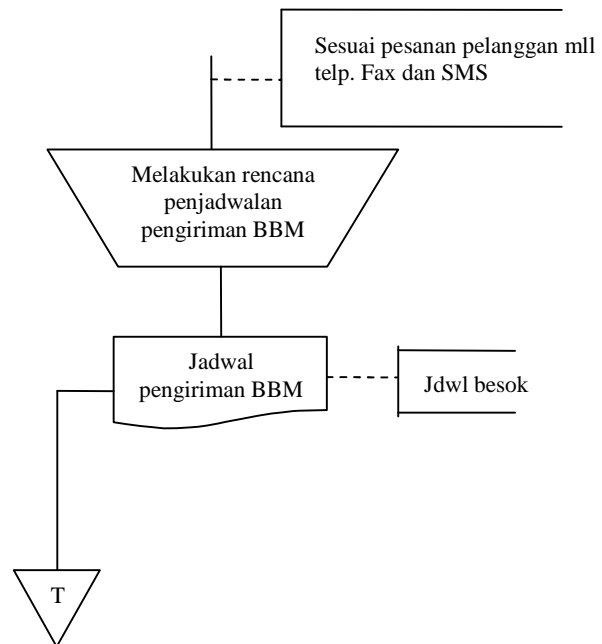 Sesuai pesanan pelanggan mll
telp. Fax dan SMS
Melakukan rencana
penjadwalan
pengiriman BBM
Jadwal
pengiriman BBM
Jdwl besok
T